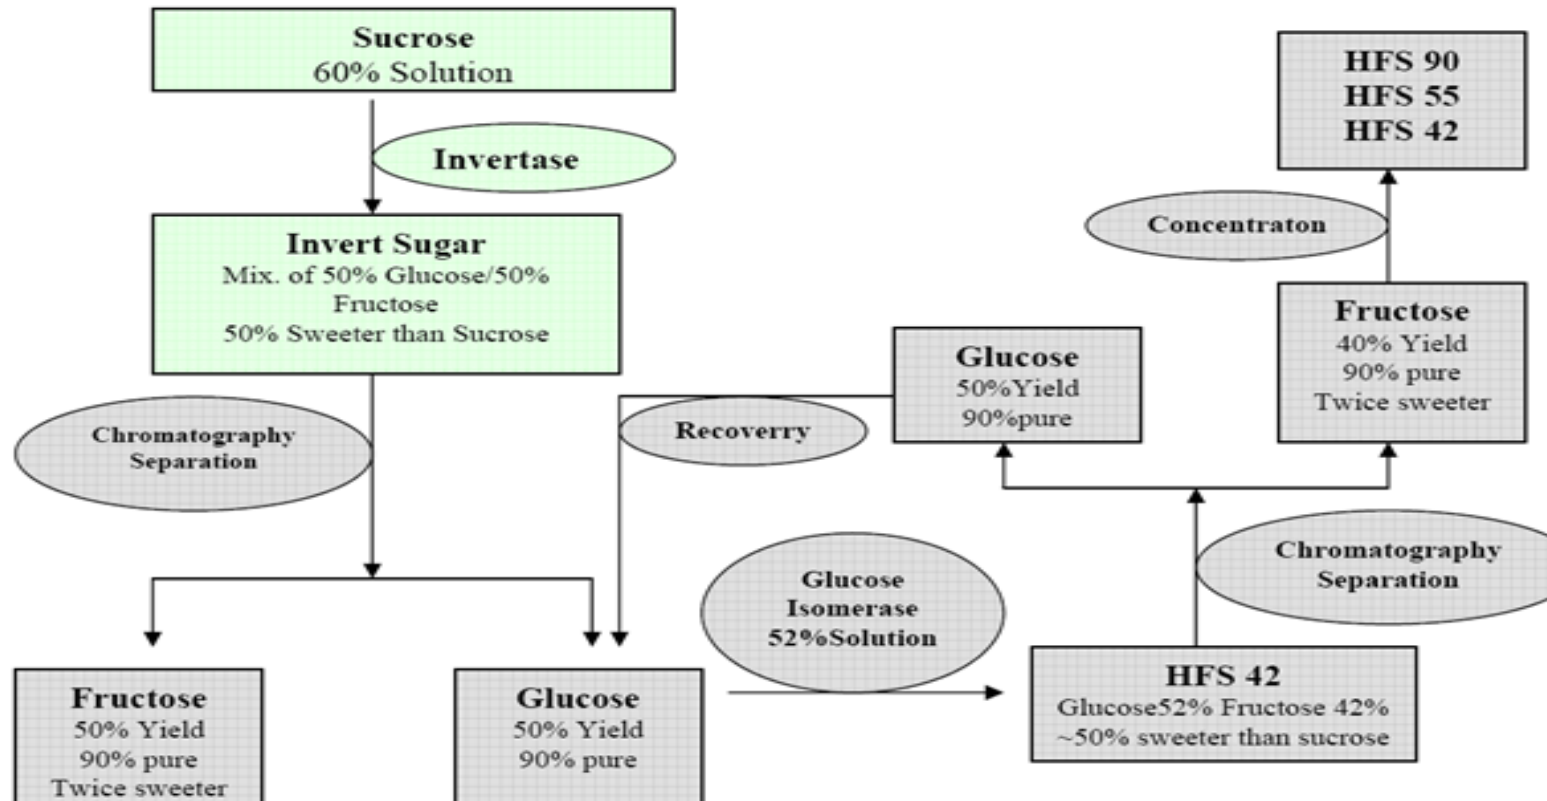 Sucrose
60% Solution
Invertase
Invert Sugar
Mix. of 50% Glucose/50%
Fructose
50% Sweeter than Sucrose
Chromatography
Separation
Fructose
50% Yield
90% pure
Twice sweeter
Glucose
50% Yield
90% pure
Recoverry
Glucose
50%Yield
90%pure
Glucose
Isomerase
52%Solution
HFS 42
Glucose52% Fructose 42%
~50% sweeter than sucrose
Chromatography
Separation
Fructose
40% Yield
90% pure
Twice sweeter
Concentraton
HFS 90
HFS 55
HFS 42